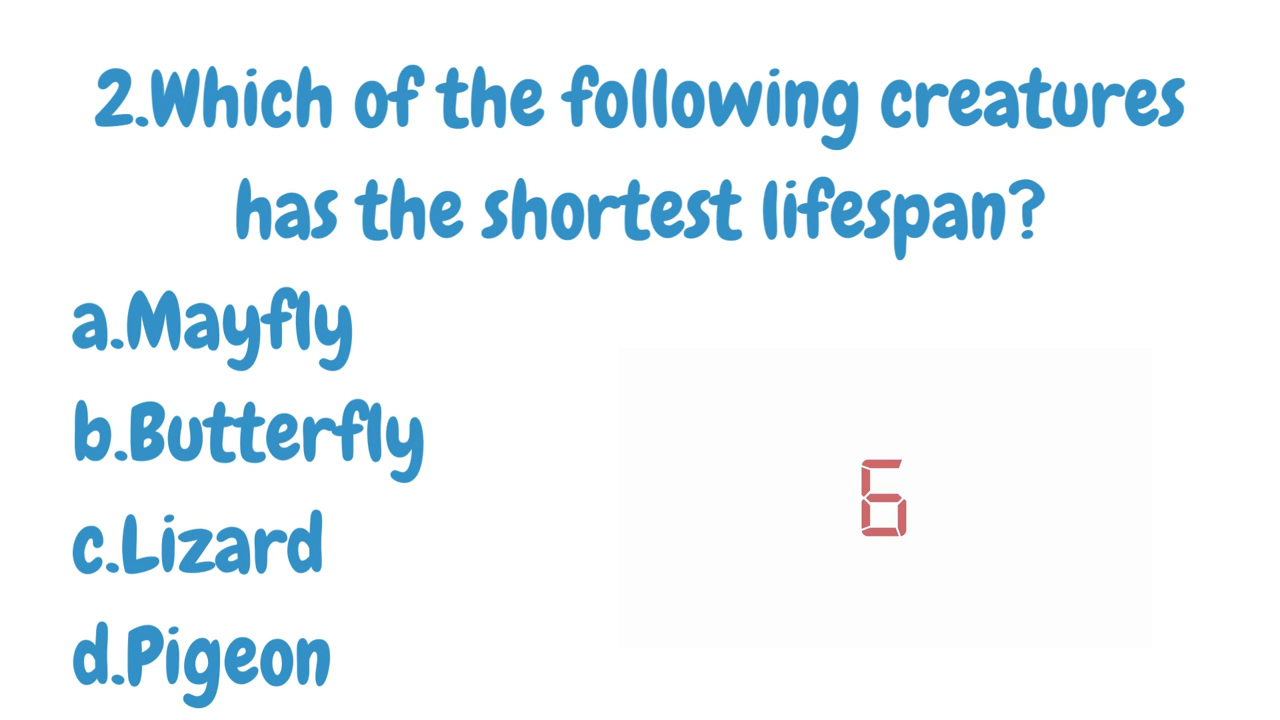 2.Which of the following creatures
has the shortest lifespan?
a.Mayfly
b.Butterfly
c.Lizard
d.Pigeon
6